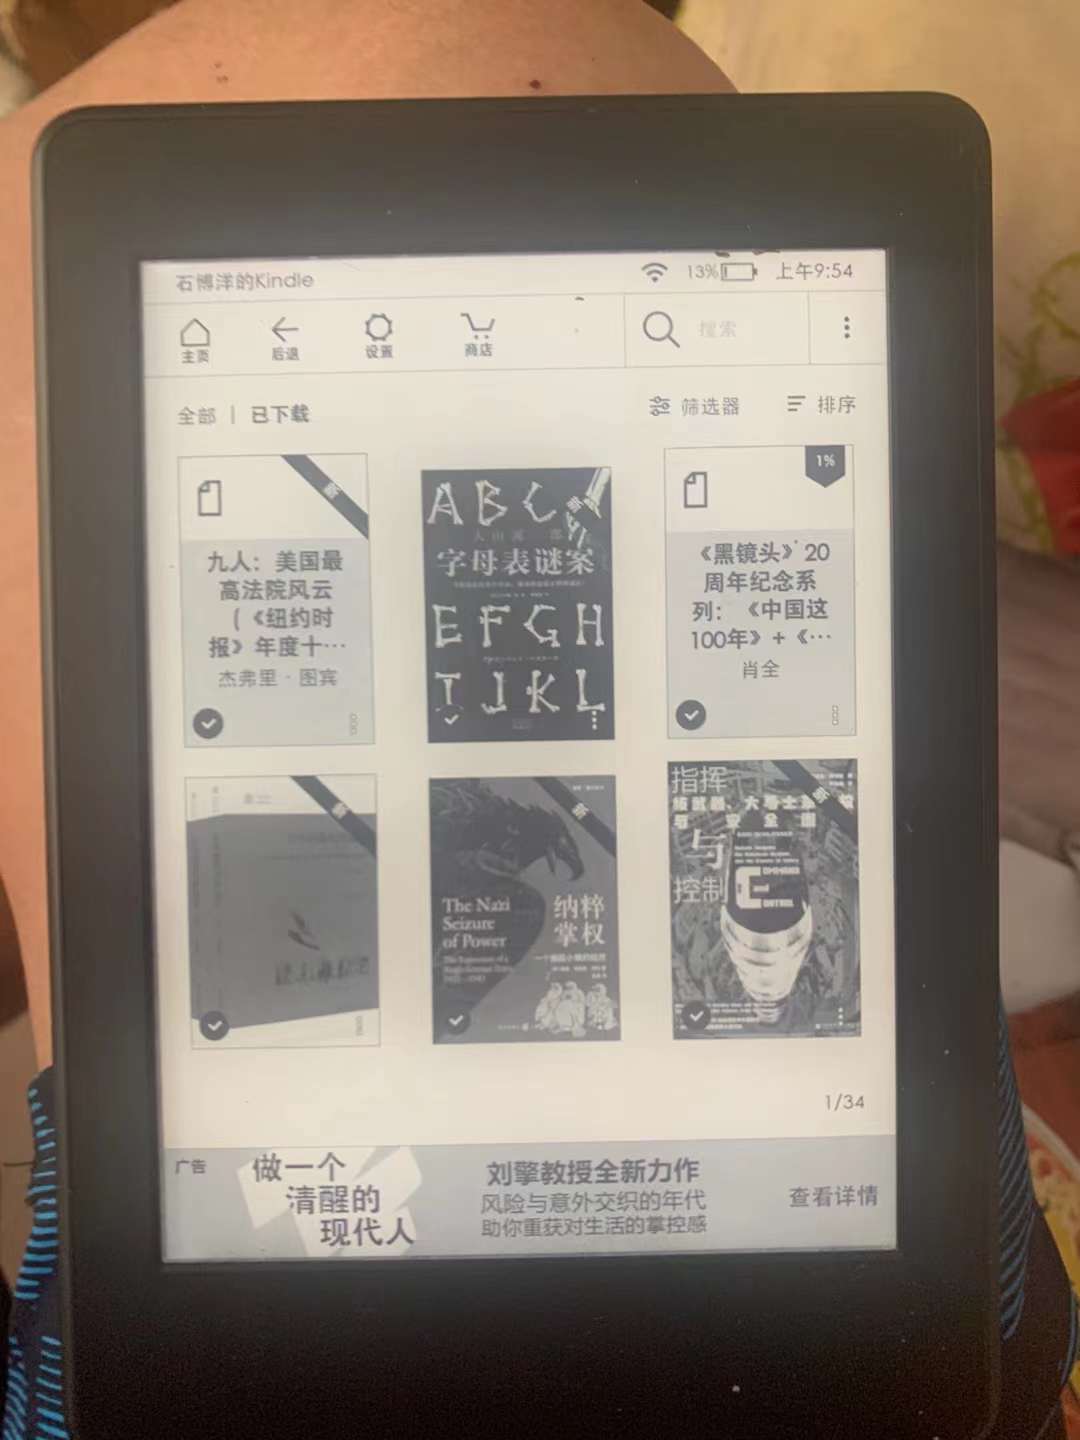 石博洋的Kindle
13%
上午9:54
主页
后退
设置
商店
搜索
全部 | 已下载
筛选器
排序
新
九人：美国最
高法院风云
（《纽约时
报》年度十…
杰弗里·图宾
ABC
新
字母表谜案
EFGH
IJKL
1%
《黑镜头》20
周年纪念系
列：《中国这
100年》+《…
肖全
新
新
The Nazi
Seizure
of Power
纳粹
掌权
新
指挥
与
控制
COMMAND
and
CONTROL
1/34
广告
做一个
清醒的
现代人
刘擎教授全新力作
风险与意外交织的年代
助你重获对生活的掌控感
查看详情